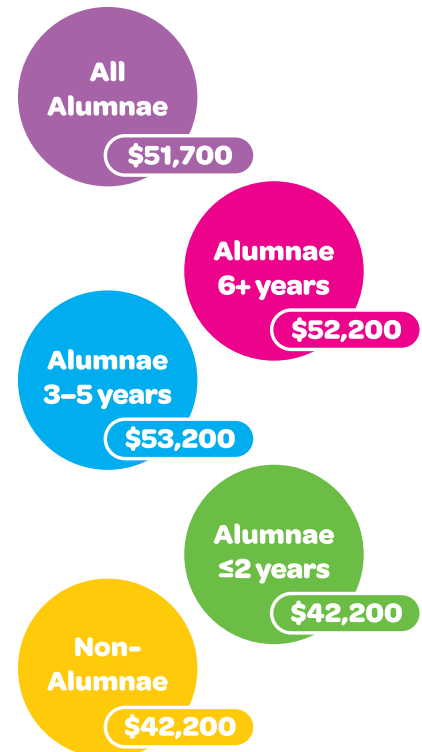 All
Alumnae
$51,700
Alumnae
6+ years
$52,200
Alumnae
3–5 years
$53,200
Alumnae
≤2 years
$42,200
Non-
Alumnae
$42,200